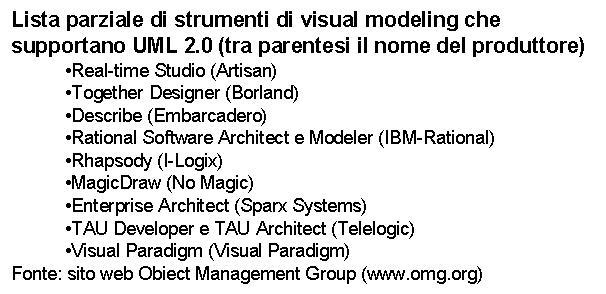 Lista parziale di strumenti di visual modeling che
supportano UML 2.0 (tra parentesi il nome del produttore)
•Real-time Studio (Artisan)
•Together Designer (Borland)
•Describe (Embarcadero)
•Rational Software Architect e Modeler (IBM-Rational)
•Rhapsody (I-Logix)
•MagicDraw (No Magic)
•Enterprise Architect (Sparx Systems)
•TAU Developer e TAU Architect (Telelogic)
•Visual Paradigm (Visual Paradigm)
Fonte: sito web Object Management Group (www.omg.org)